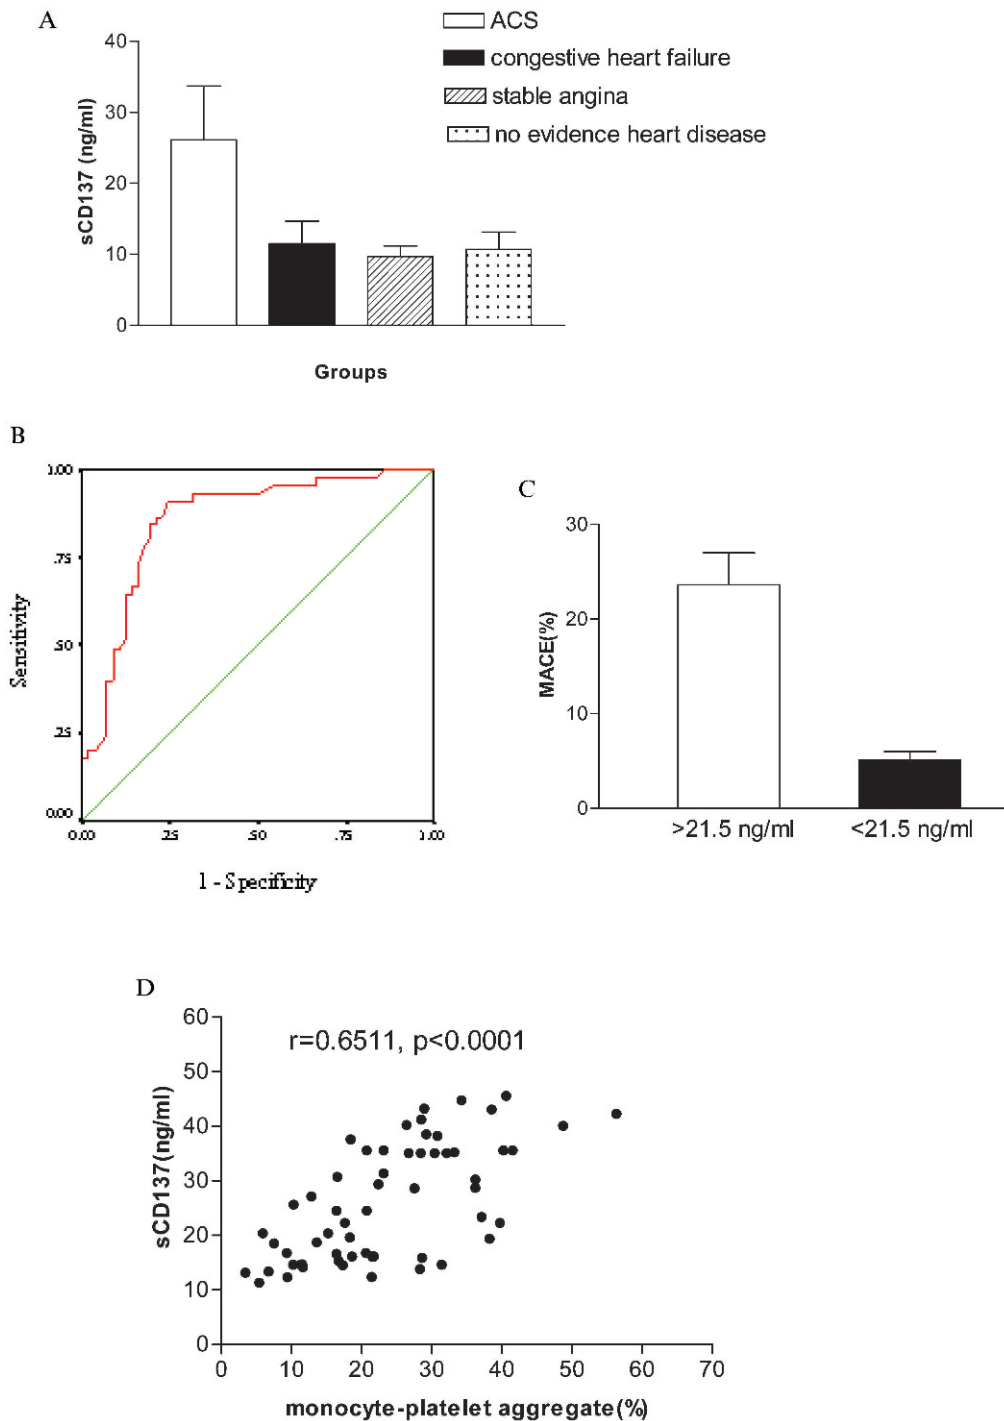 A
ACS
congestive heart failure
stable angina
no evidence heart disease
40
30
20
10
0
sCD137 (ng/ml)
Groups
B
1.00
.75
.50
.25
0.00
Sensitivity
0.00
.25
.50
.75
1.00
1 - Specificity
C
30
20
10
0
MACE(%)
>21.5 ng/ml
<21.5 ng/ml
D
r=0.6511, p<0.0001
60
50
40
30
20
10
0
sCD137(ng/ml)
0 10 20 30 40 50 60 70
monocyte-platelet aggregate(%)